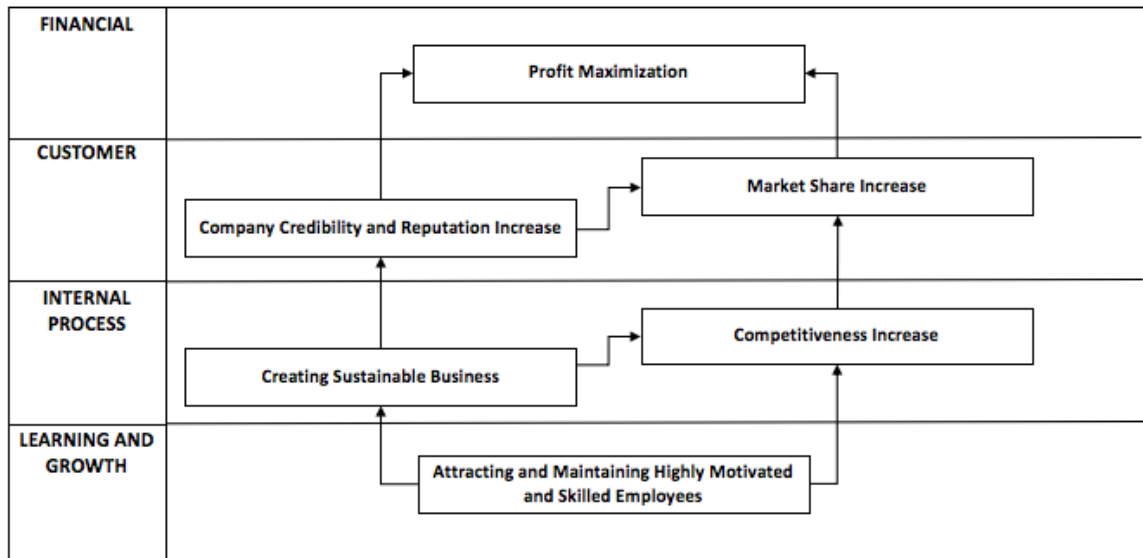 FINANCIAL
Profit Maximization
CUSTOMER
Market Share Increase
Company Credibility and Reputation Increase
INTERNAL
PROCESS
Competitiveness Increase
Creating Sustainable Business
LEARNING AND
GROWTH
Attracting and Maintaining Highly Motivated
and Skilled Employees